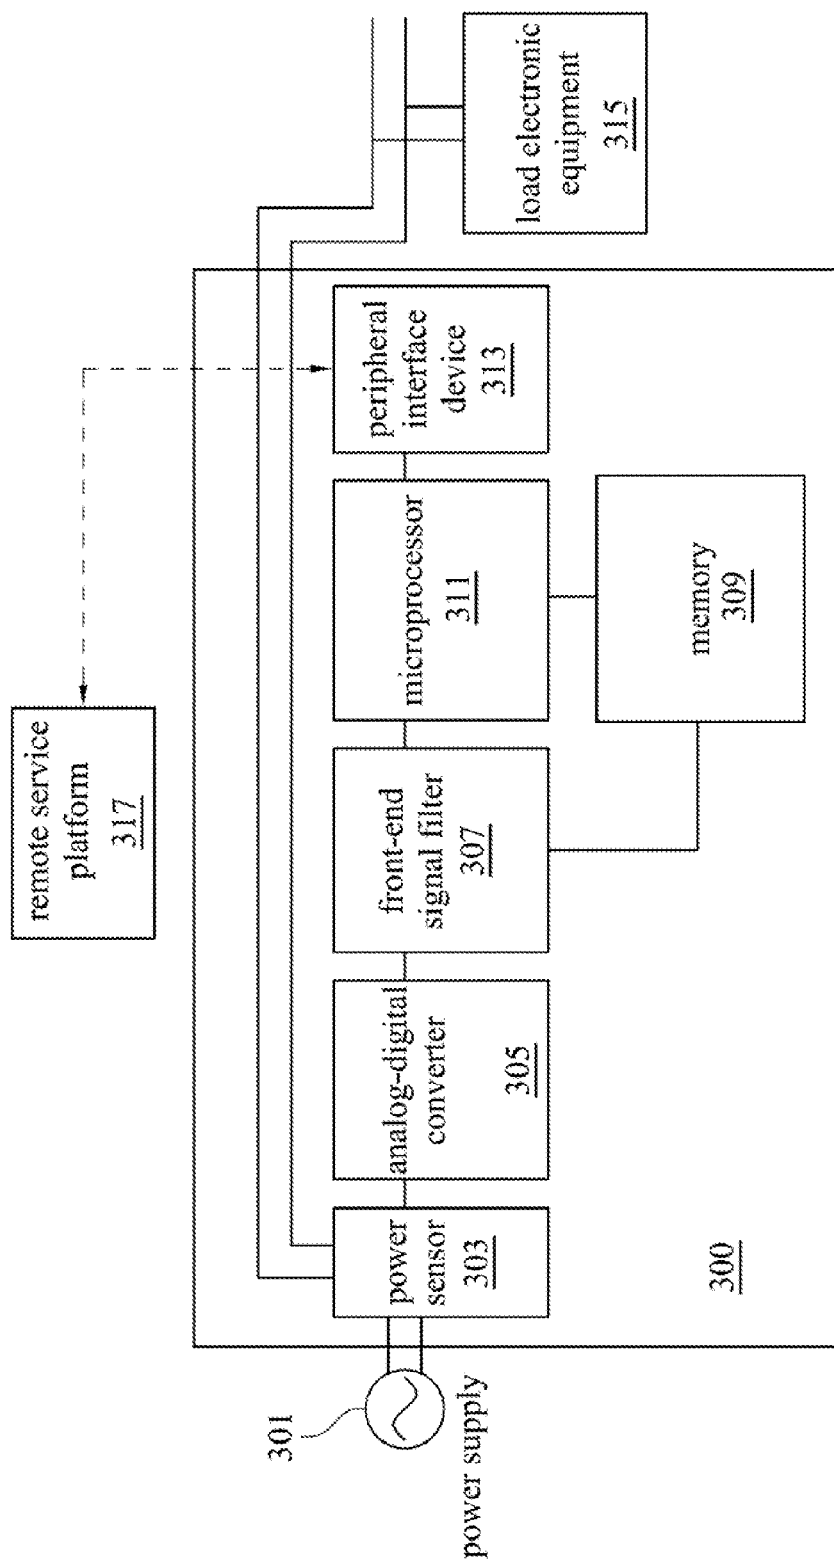 remote service
platform
317
301
power supply
power
sensor
303
analog-digital
converter
305
front-end
signal filter
307
microprocessor
311
peripheral
interface
device
313
memory
309
load electronic
equipment
315
300